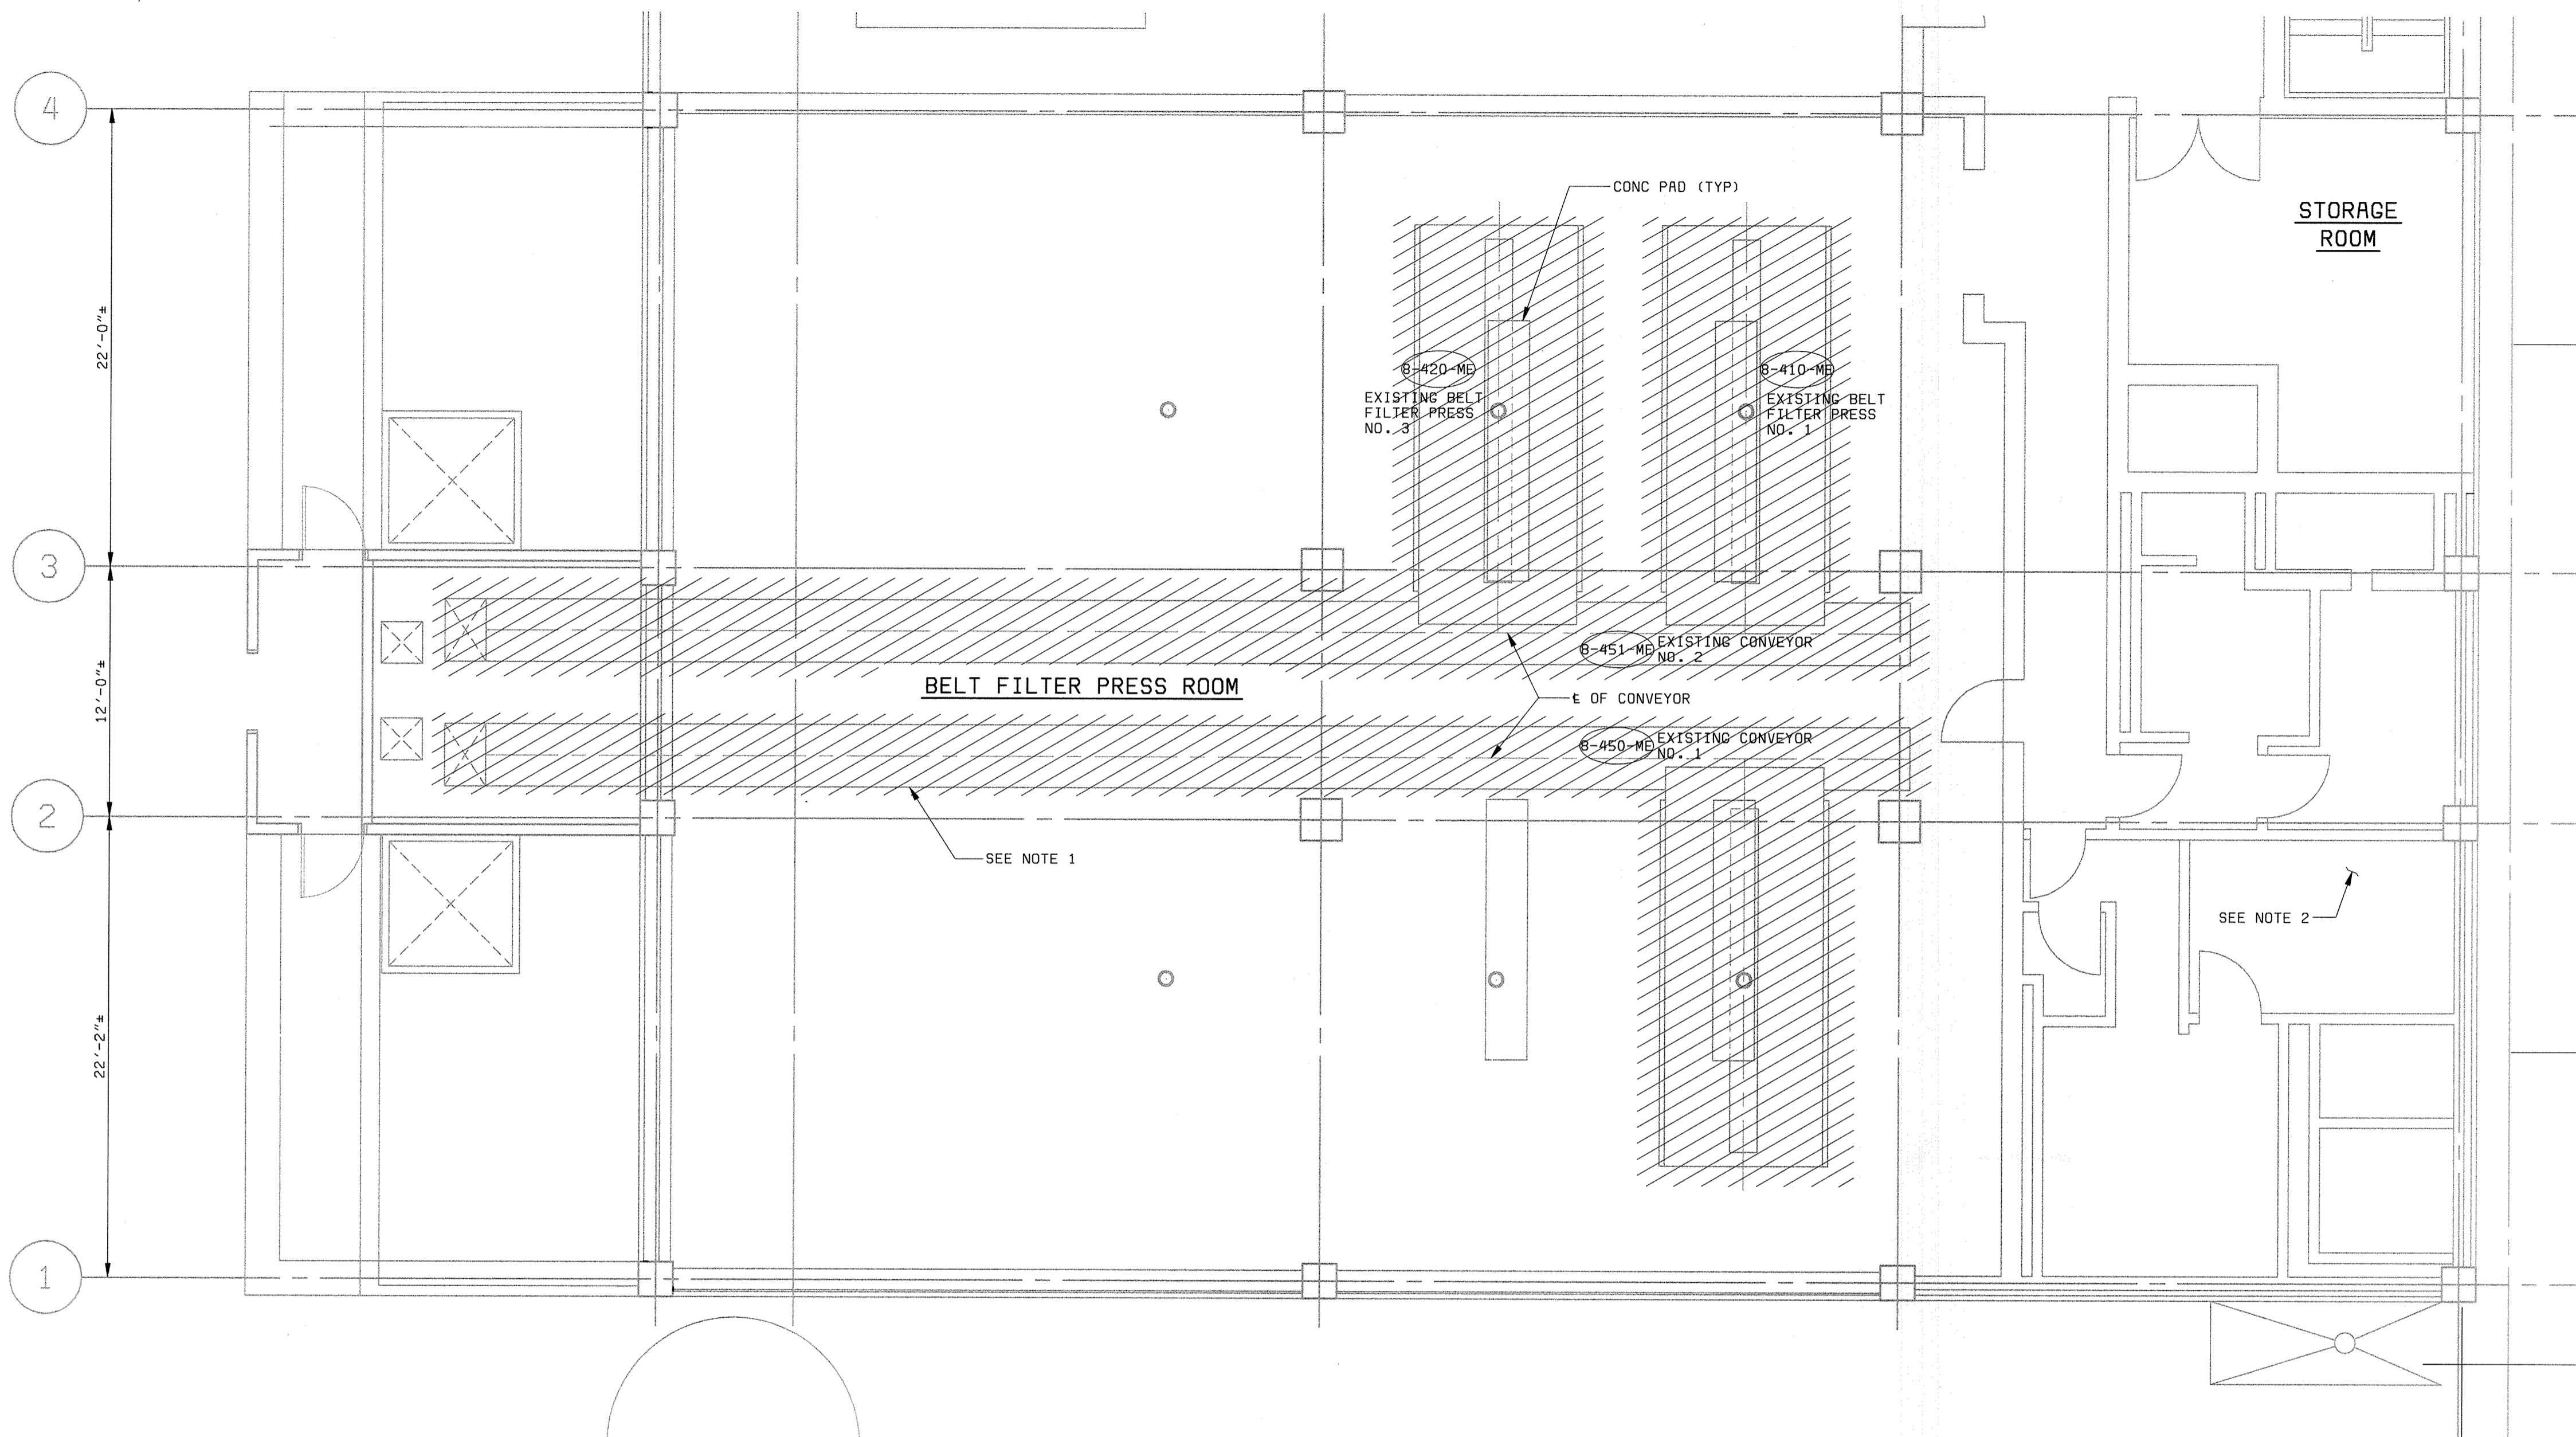 4
CONC PAD (TYP)
STORAGE
ROOM
22'-0"±
8-420-ME
EXISTING BELT
FILTER PRESS
NO. 3
8-410-ME
EXISTING BELT
FILTER PRESS
NO. 1
3
8-451-ME
EXISTING CONVEYOR
NO. 2
12'-0"±
BELT FILTER PRESS ROOM
℄ OF CONVEYOR
8-450-ME
EXISTING CONVEYOR
NO. 1
2
SEE NOTE 1
SEE NOTE 2
22'-2"±
1